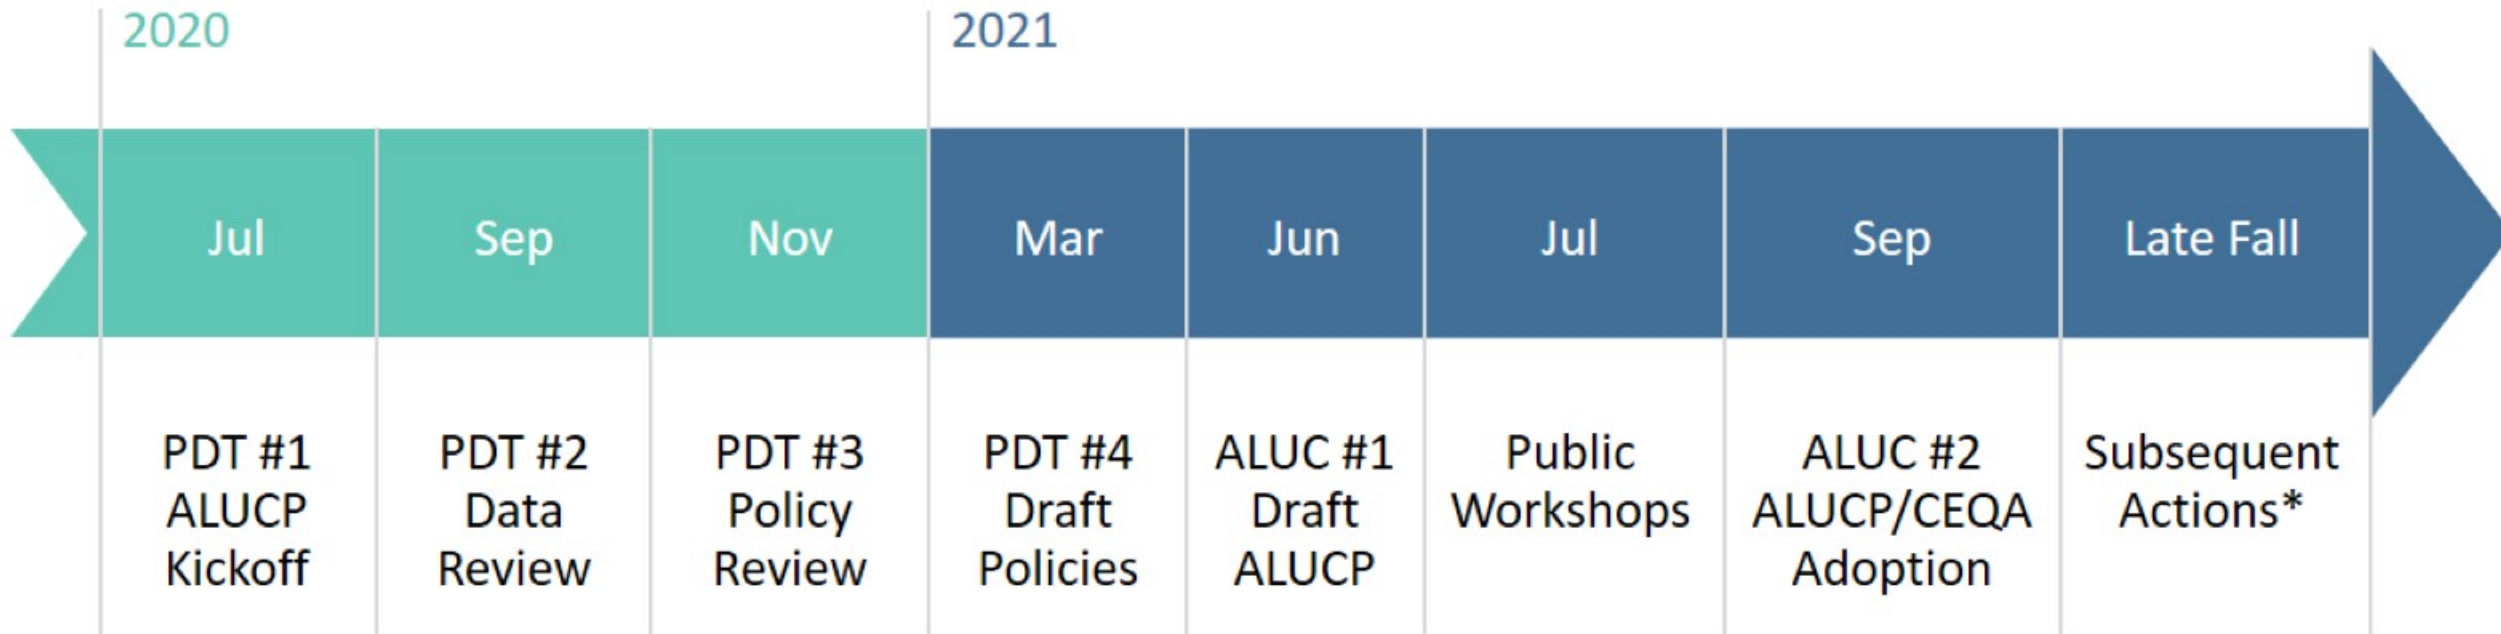 2020
2021
Jul
Sep
Nov
Mar
Jun
Jul
Sep
Late Fall
PDT #1
ALUCP
Kickoff
PDT #2
Data
Review
PDT #3
Policy
Review
PDT #4
Draft
Policies
ALUC #1
Draft
ALUCP
Public
Workshops
ALUC #2
ALUCP/CEQA
Adoption
Subsequent
Actions*